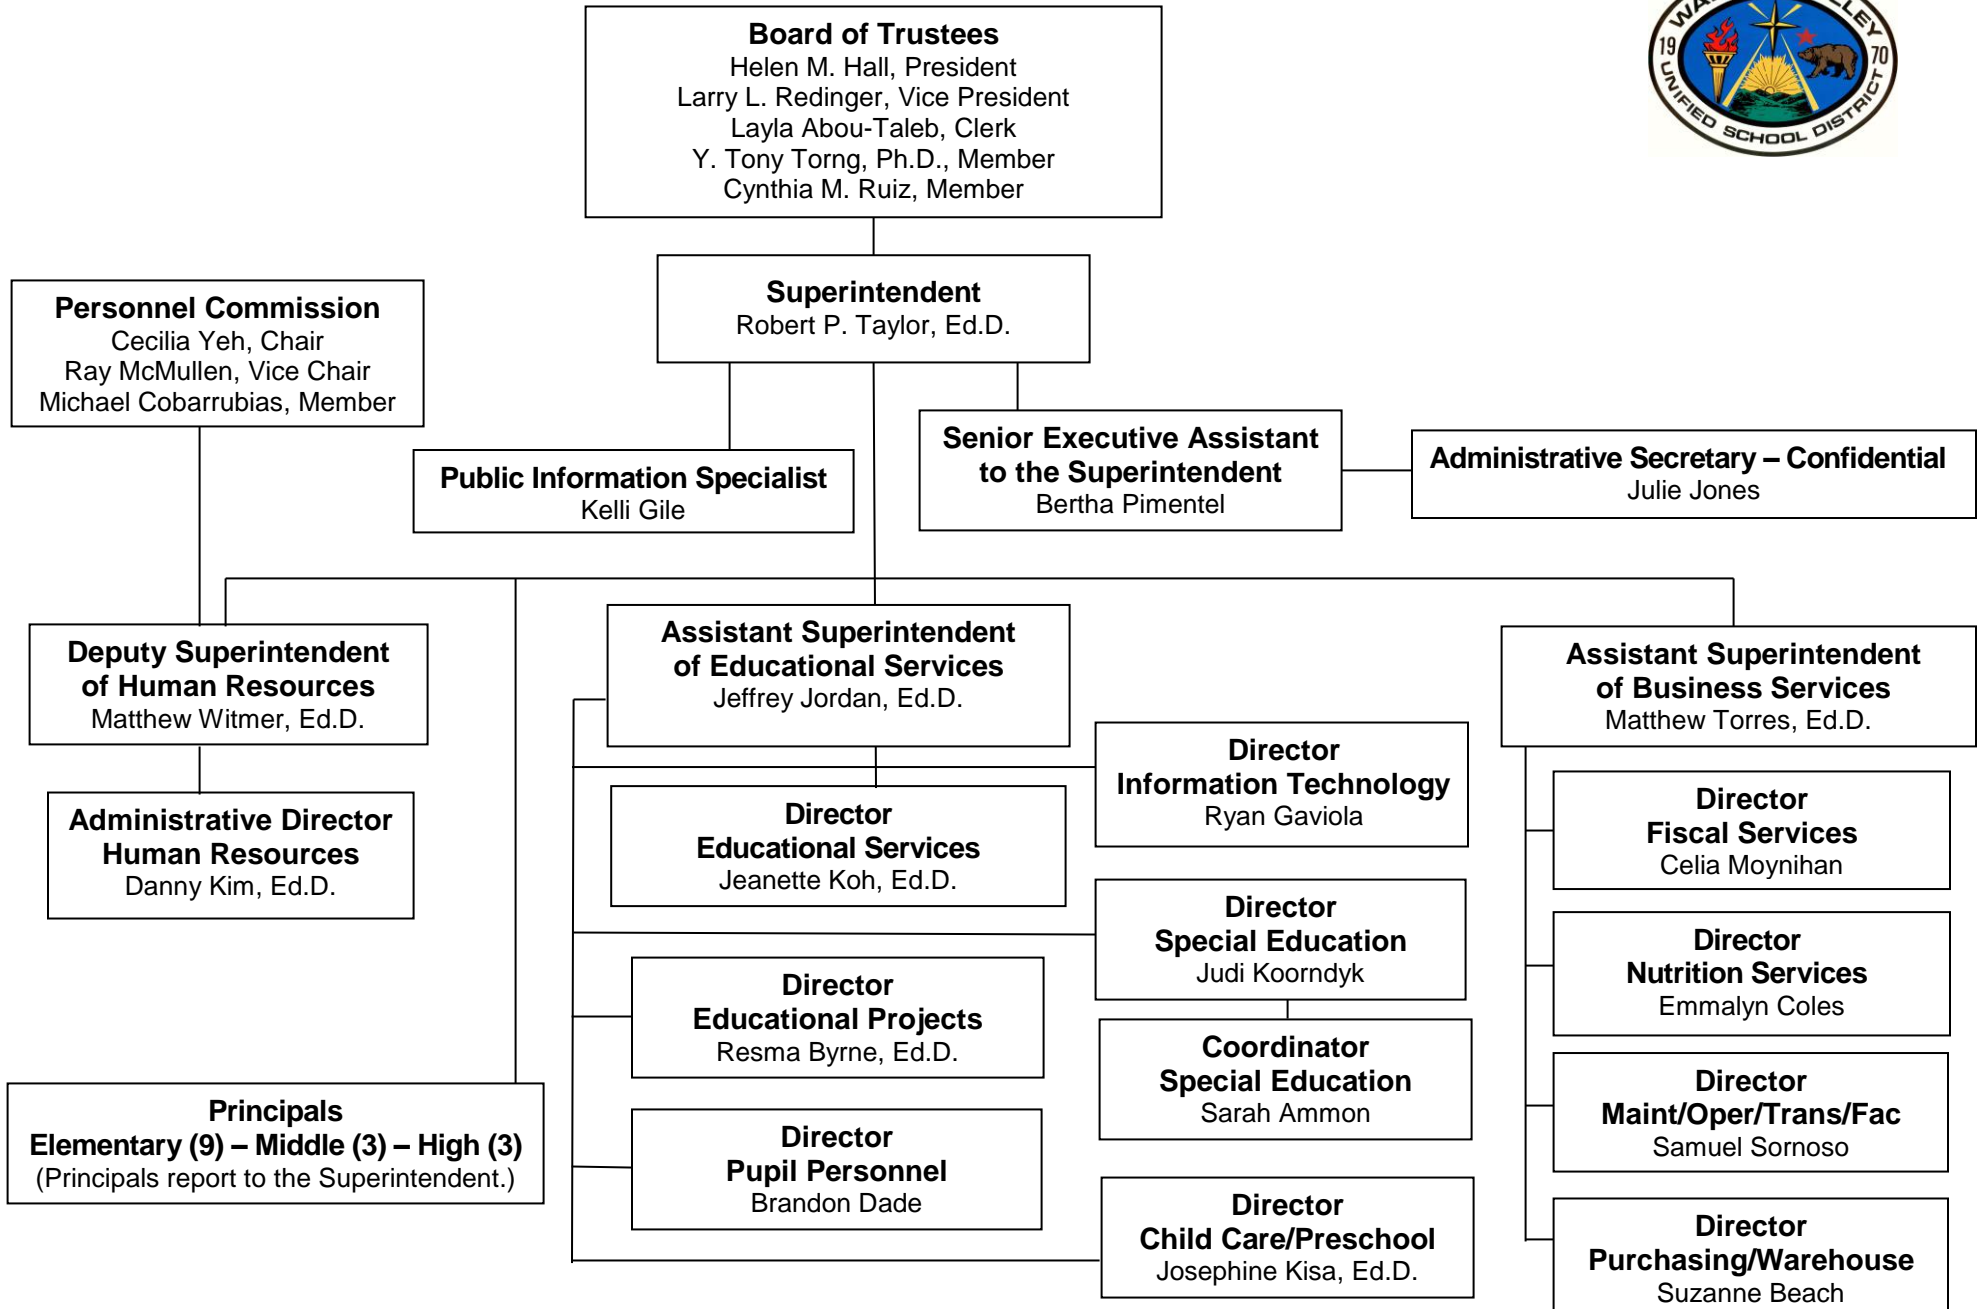 Board of Trustees
Helen M. Hall, President
Larry L. Redinger, Vice President
Layla Abou-Taleb, Clerk
Y. Tony Torng, Ph.D., Member
Cynthia M. Ruiz, Member
19 70
UNIFIED SCHOOL DISTRICT
Superintendent
Robert P. Taylor, Ed.D.
Personnel Commission
Cecilia Yeh, Chair
Ray McMullen, Vice Chair
Michael Cobarrubias, Member
Public Information Specialist
Kelli Gile
Senior Executive Assistant
to the Superintendent
Bertha Pimentel
Administrative Secretary – Confidential
Julie Jones
Deputy Superintendent
of Human Resources
Matthew Witmer, Ed.D.
Administrative Director
Human Resources
Danny Kim, Ed.D.
Principals
Elementary (9) – Middle (3) – High (3)
(Principals report to the Superintendent.)
Assistant Superintendent
of Educational Services
Jeffrey Jordan, Ed.D.
Director
Educational Services
Jeanette Koh, Ed.D.
Director
Educational Projects
Resma Byrne, Ed.D.
Director
Pupil Personnel
Brandon Dade
Director
Information Technology
Ryan Gaviola
Director
Special Education
Judi Koorndyk
Coordinator
Special Education
Sarah Ammon
Director
Child Care/Preschool
Josephine Kisa, Ed.D.
Assistant Superintendent
of Business Services
Matthew Torres, Ed.D.
Director
Fiscal Services
Celia Moynihan
Director
Nutrition Services
Emmalyn Coles
Director
Maint/Oper/Trans/Fac
Samuel Sornoso
Director
Purchasing/Warehouse
Suzanne Beach